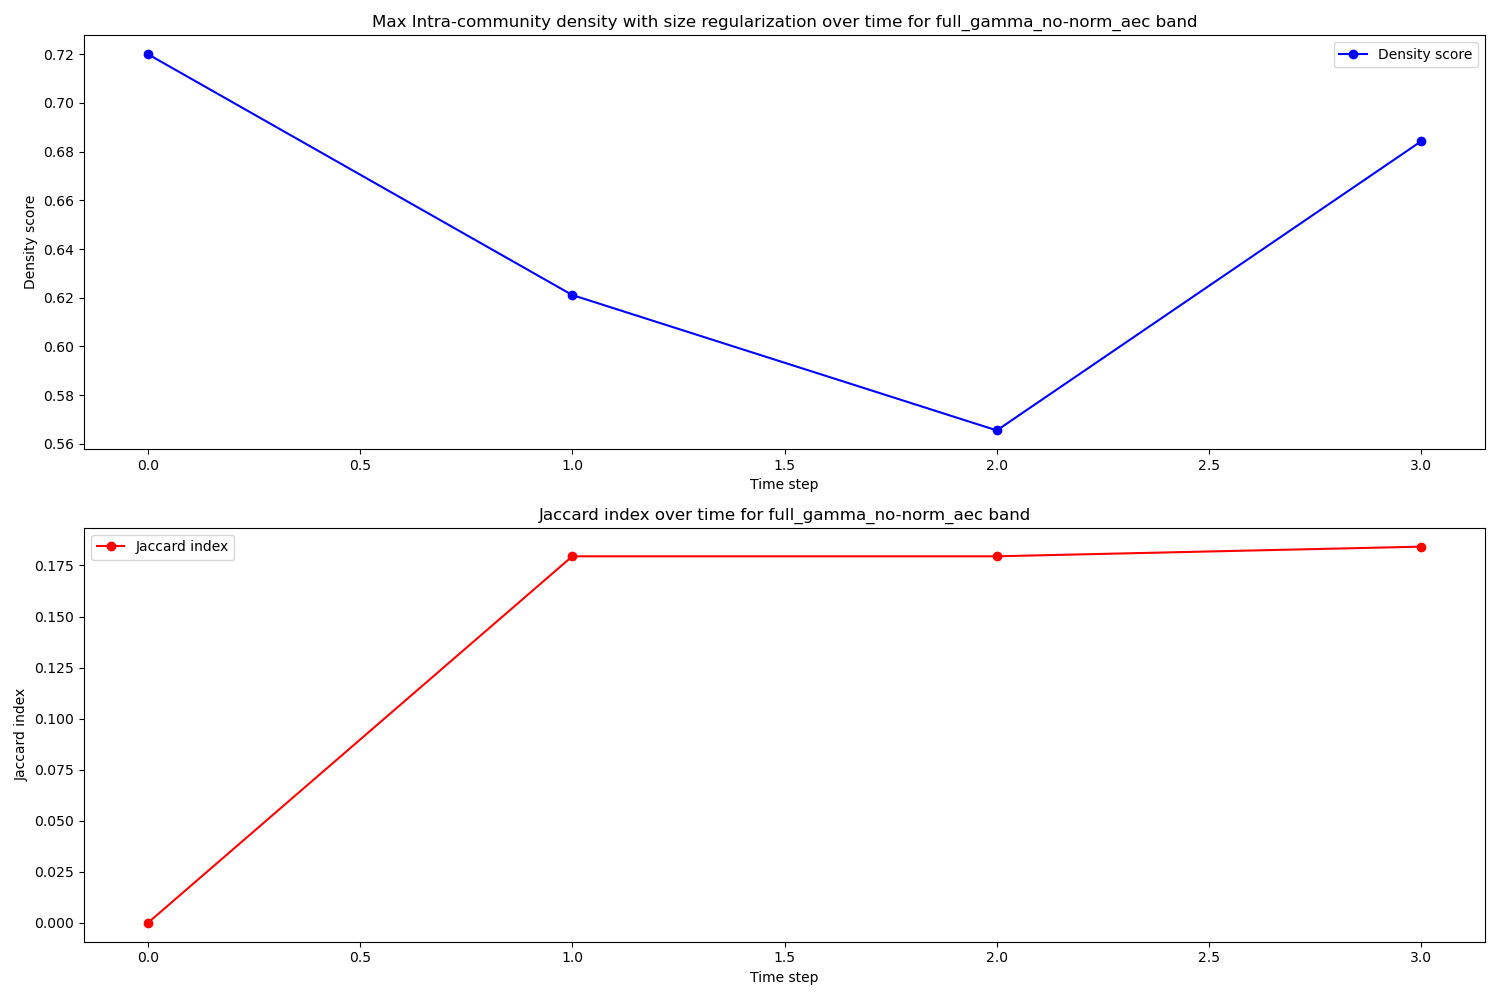 Max Intra-community density with size regularization over time for full_gamma_no-norm_aec band
Density score
0.72
0.70
0.68
0.66
0.64
0.62
0.60
0.58
0.56
Density score
0.0 0.5 1.0 1.5 2.0 2.5 3.0
Time step
Jaccard index over time for full_gamma_no-norm_aec band
Jaccard index
0.175
0.150
0.125
0.100
0.075
0.050
0.025
0.000
Jaccard index
0.0 0.5 1.0 1.5 2.0 2.5 3.0
Time step